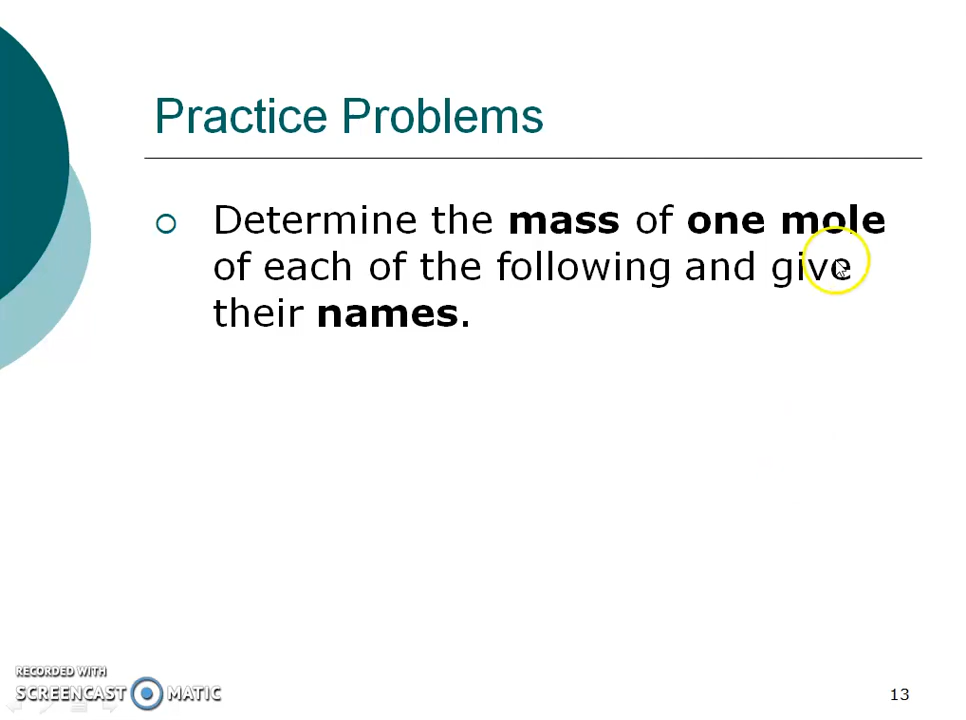 Practice Problems
Determine the mass of one mole
of each of the following and give
their names.
RECORDED WITH
SCREENCAST MATIC
13